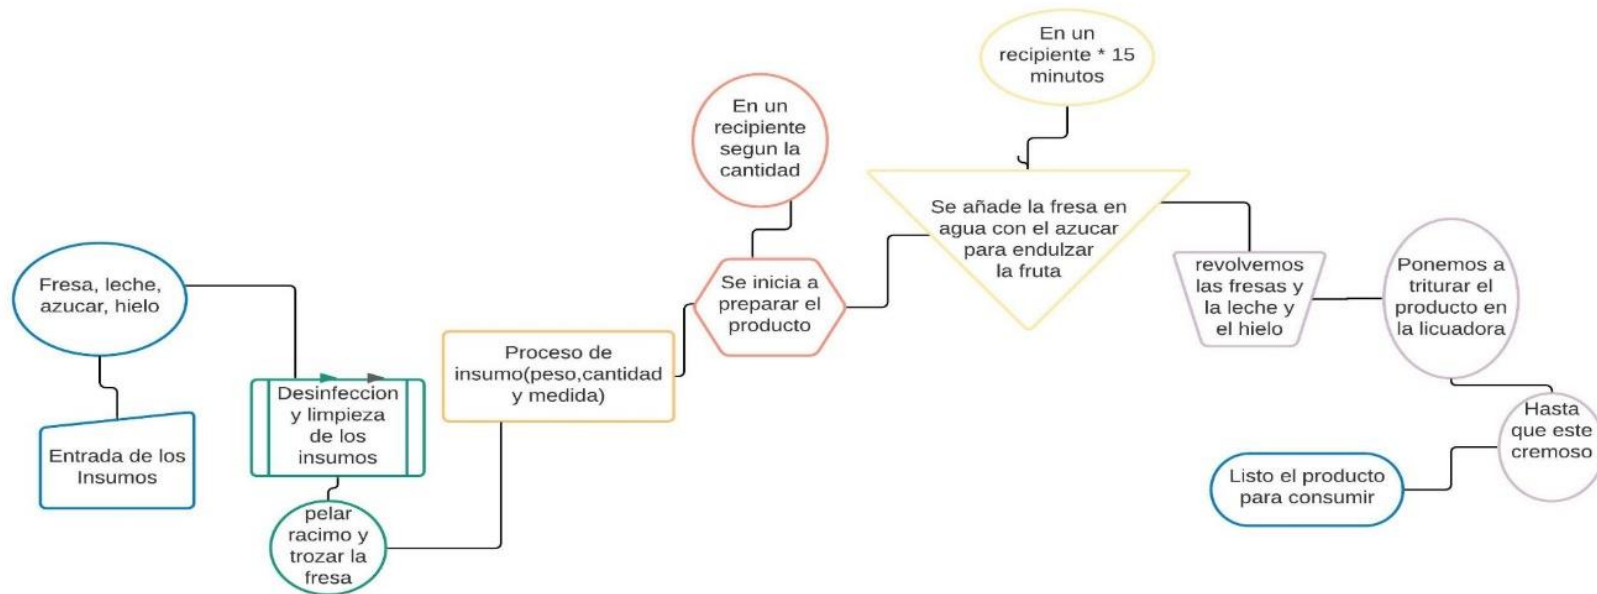 Fresa, leche,
azucar, hielo
Entrada de los
Insumos
Desinfeccion
y limpieza
de los
insumos
pelar
racimo y
trozar la
fresa
Proceso de
insumo(peso,cantidad
y medida)
En un
recipiente
segun la
cantidad
Se inicia a
preparar el
producto
En un
recipiente * 15
minutos
Se añade la fresa en
agua con el azucar
para endulzar
la fruta
revolvemos
las fresas y
la leche y
el hielo
Ponemos a
triturar el
producto en
la licuadora
Hasta
que este
cremoso
Listo el producto
para consumir